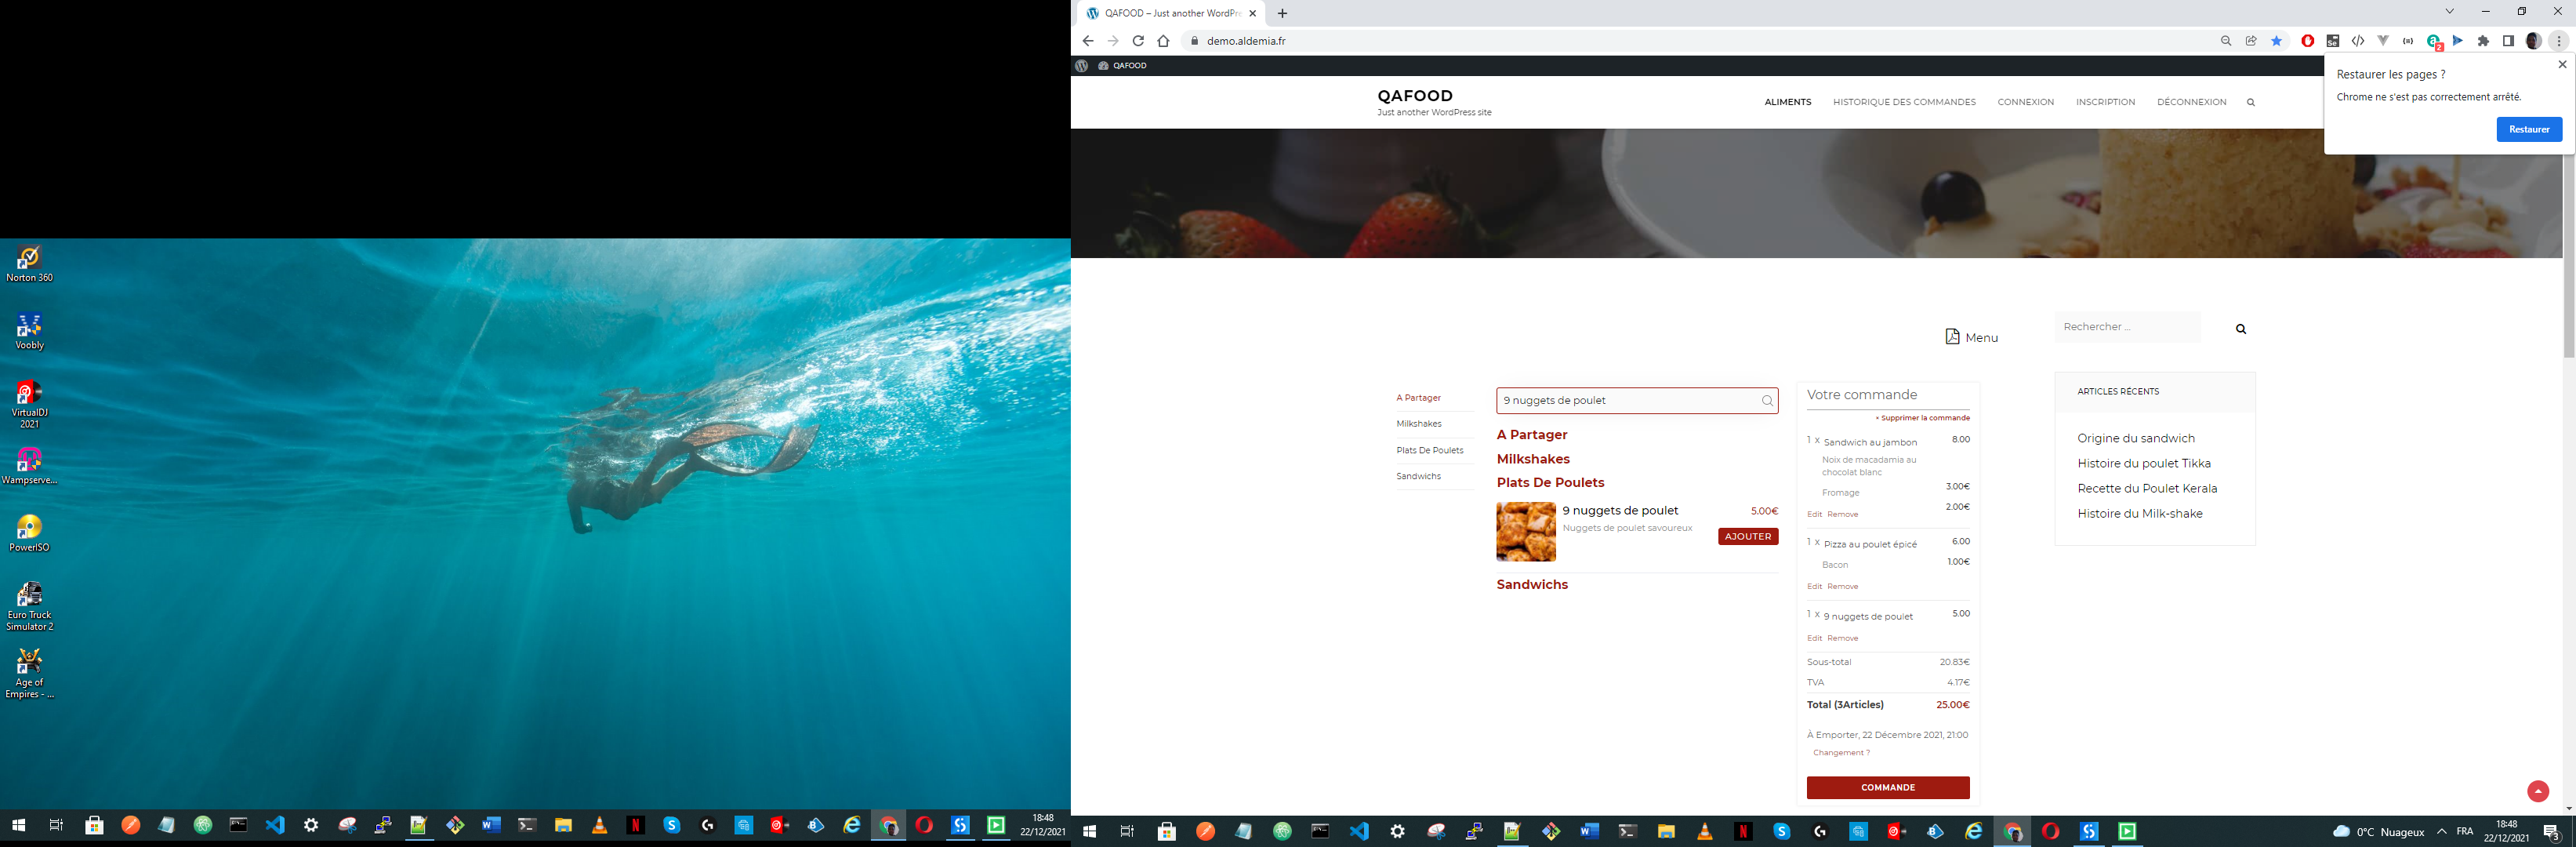 Norton 360
Voobly
VirtualDJ
2021
Wampserve...
PowerISO
Euro Truck
Simulator 2
Age of
Empires - ...
18:48
22/12/2021
QAFOOD – Just another WordPre
demo.aldemia.fr
2
QAFOOD
Restaurer les pages ?
Chrome ne s'est pas correctement arrêté.
Restaurer
QAFOOD
Just another WordPress site
ALIMENTS
HISTORIQUE DES COMMANDES
CONNEXION
INSCRIPTION
DÉCONNEXION
Menu
Rechercher ...
A Partager
Milkshakes
Plats De Poulets
Sandwichs
9 nuggets de poulet
A Partager
Milkshakes
Plats De Poulets
9 nuggets de poulet 5.00€
Nuggets de poulet savoureux
AJOUTER
Sandwichs
Votre commande
× Supprimer la commande
1 x Sandwich au jambon 8.00
Noix de macadamia au
chocolat blanc
3.00€
Fromage
2.00€
Edit Remove
1 x Pizza au poulet épicé 6.00
Bacon 1.00€
Edit Remove
1 x 9 nuggets de poulet 5.00
Edit Remove
Sous-total 20.83€
TVA 4.17€
Total (3Articles) 25.00€
À Emporter, 22 Décembre 2021, 21:00
Changement ?
COMMANDE
ARTICLES RÉCENTS
Origine du sandwich
Histoire du poulet Tikka
Recette du Poulet Kerala
Histoire du Milk-shake
0°C Nuageux
FRA
18:48
22/12/2021
3